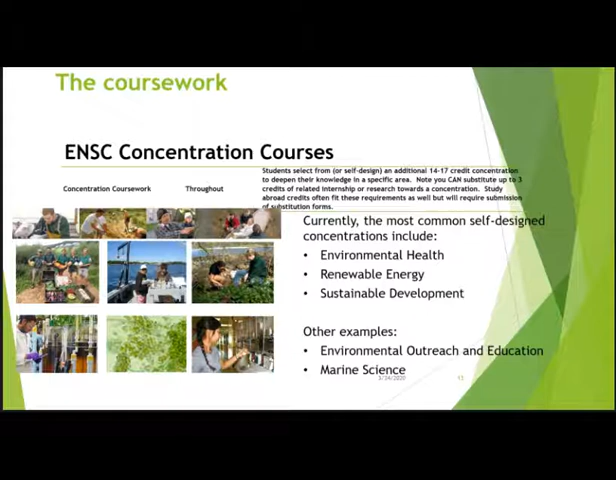 The coursework
ENSC Concentration Courses
Students select from (or self-design) an additional 14-17 credit concentration
to deepen their knowledge in a specific area. Note you CAN substitute up to 3
Concentration Coursework Throughout
credits of related internship or research towards a concentration. Study
abroad credits often fit these requirements as well but will require submission
of substitution forms.
Currently, the most common self-designed
concentrations include:
• Environmental Health
• Renewable Energy
• Sustainable Development
Other examples:
• Environmental Outreach and Education
• Marine Science
3/24/2020
13